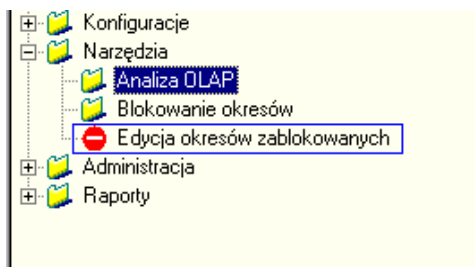 Konfiguracje
Narzędzia
Analiza OLAP
Blokowanie okresów
Edycja okresów zablokowanych
Administracja
Raporty